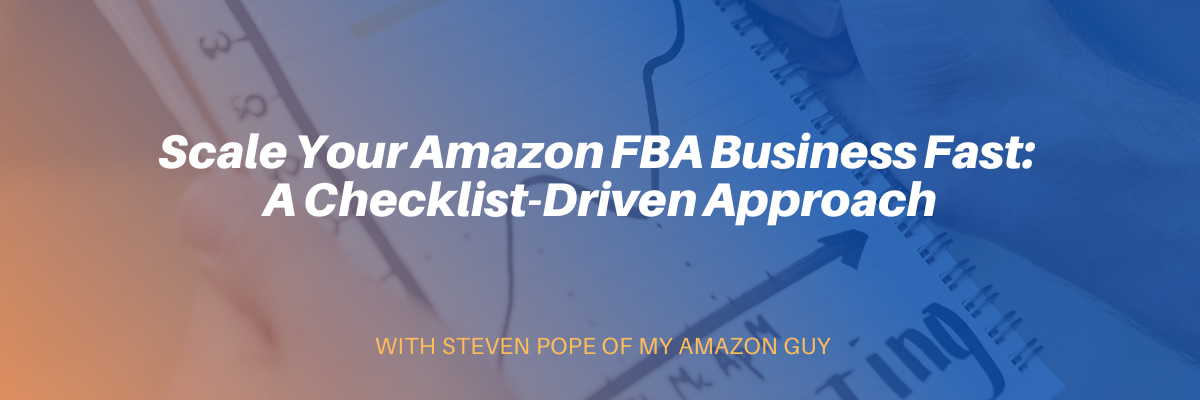 Scale Your Amazon FBA Business Fast:
A Checklist-Driven Approach
WITH STEVEN POPE OF MY AMAZON GUY